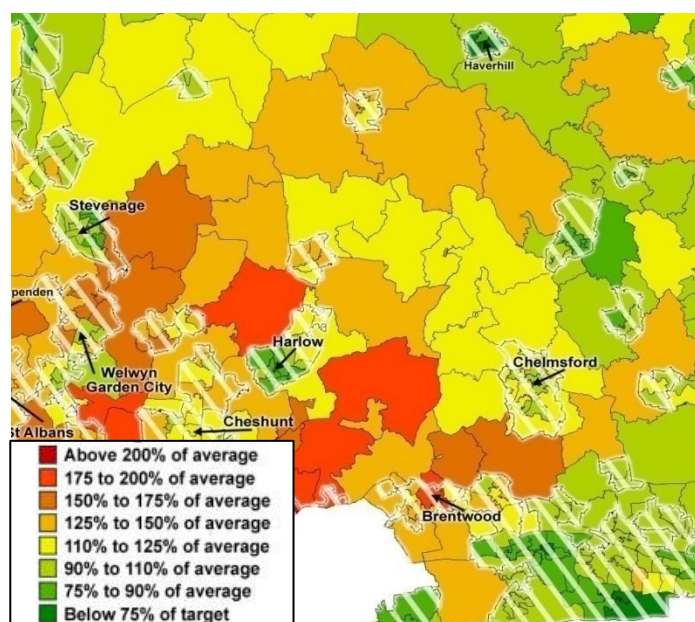 Haverhill
Stevenage
penden
Harlow
Welwyn
Garden City
Chelmsford
St Albans
Cheshunt
Brentwood
Above 200% of average
175 to 200% of average
150% to 175% of average
125% to 150% of average
110% to 125% of average
90% to 110% of average
75% to 90% of average
Below 75% of target